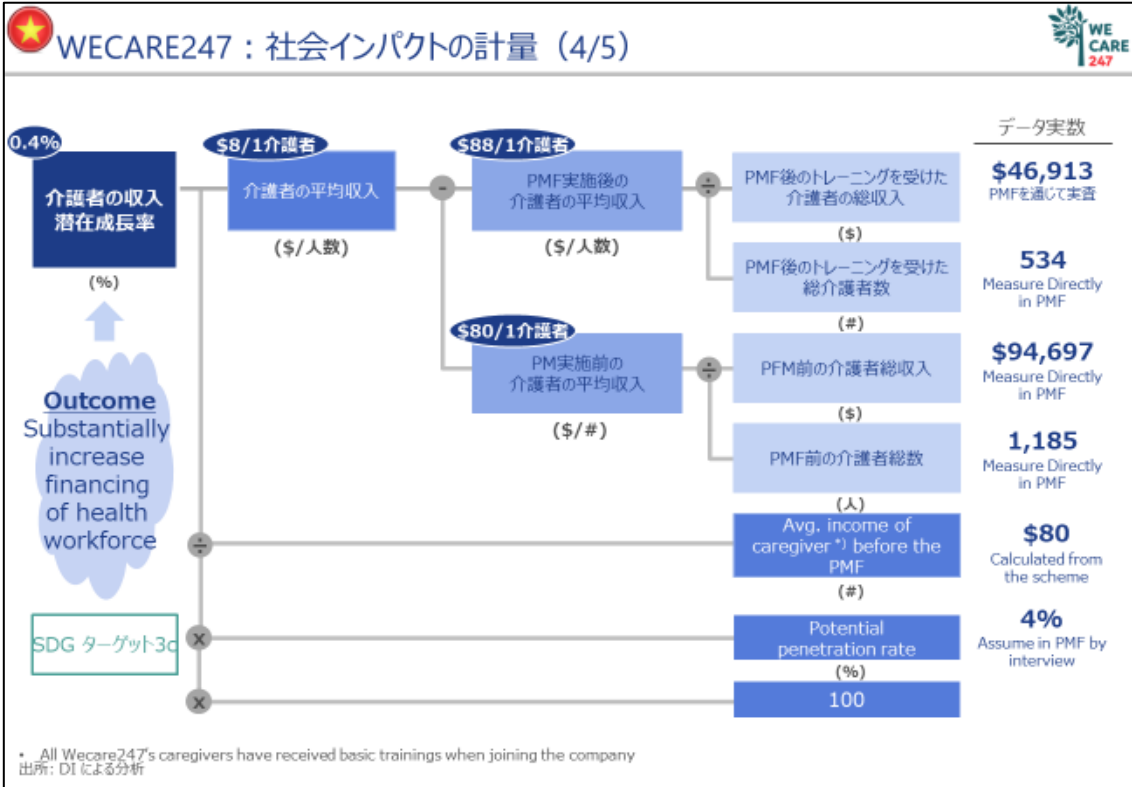 WECARE247：社会インパクトの計量（4/5）
WE
CARE
247
データ実数
0.4%
介護者の収入
潜在成長率
(%)
$8/1介護者
介護者の平均収入
($/人数)
-
$88/1介護者
PMF実施後の
介護者の平均収入
($/人数)
÷
PMF後のトレーニングを受けた
介護者の総収入
($)
$46,913
PMFを通じて実査
PMF後のトレーニングを受けた
総介護者数
(#)
534
Measure Directly
in PMF
$80/1介護者
PM実施前の
介護者の平均収入
($/#)
÷
PFM前の介護者総収入
($)
$94,697
Measure Directly
in PMF
PMF前の介護者総数
(人)
1,185
Measure Directly
in PMF
Outcome
Substantially
increase
financing
of health
workforce
÷
Avg. income of
caregiver *) before the
PMF
(#)
$80
Calculated from
the scheme
SDG ターゲット3c
x
Potential
penetration rate
(%)
4%
Assume in PMF by
interview
x
100
• All Wecare247's caregivers have received basic trainings when joining the company
出所: DI による分析